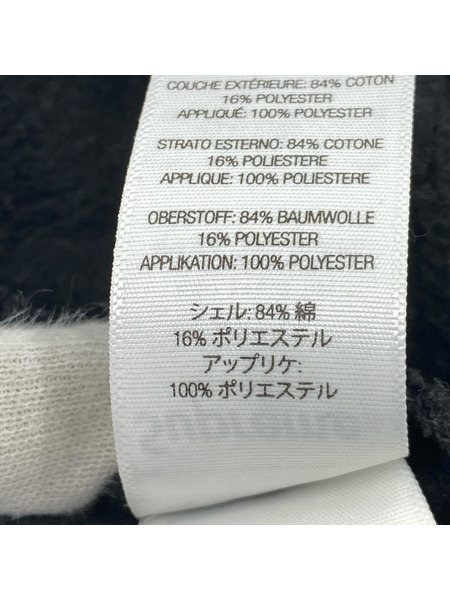 COUCHE EXTÉRIEURE: 84% COTON
16% POLYESTER
APPLIQUÉ: 100% POLYESTER
STRATO ESTERNO: 84% COTONE
16% POLIESTERE
APPLIQUE: 100% POLIESTERE
OBERSTOFF: 84% BAUMWOLLE
16% POLYESTER
APPLIKATION: 100% POLYESTER
シェル: 84% 綿
16% ポリエステル
アップリケ:
100% ポリエステル